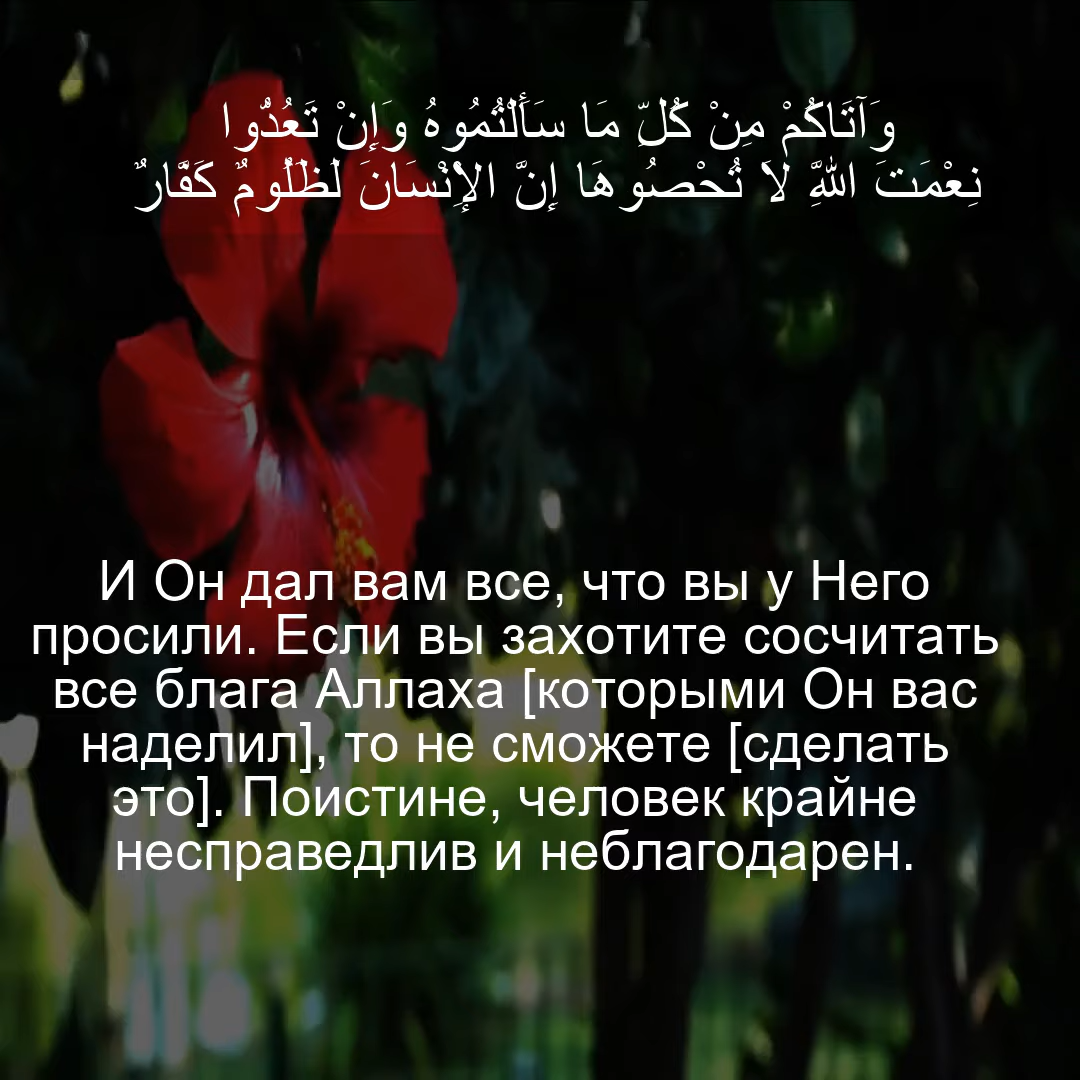 وَآتَاكُمْ مِنْ كُلِّ مَا سَأَلْتُمُوهُ وَإِنْ تَعُدُّوا
نِعْمَتَ اللَّهِ لاَ تُحْصُوهَا إِنَّ الإِنْسَانَ لَظَلُومٌ كَفَّارٌ
И Он дал вам все, что вы у Него
просили. Если вы захотите сосчитать
все блага Аллаха [которыми Он вас
наделил], то не сможете [сделать
это]. Поистине, человек крайне
несправедлив и неблагодарен.